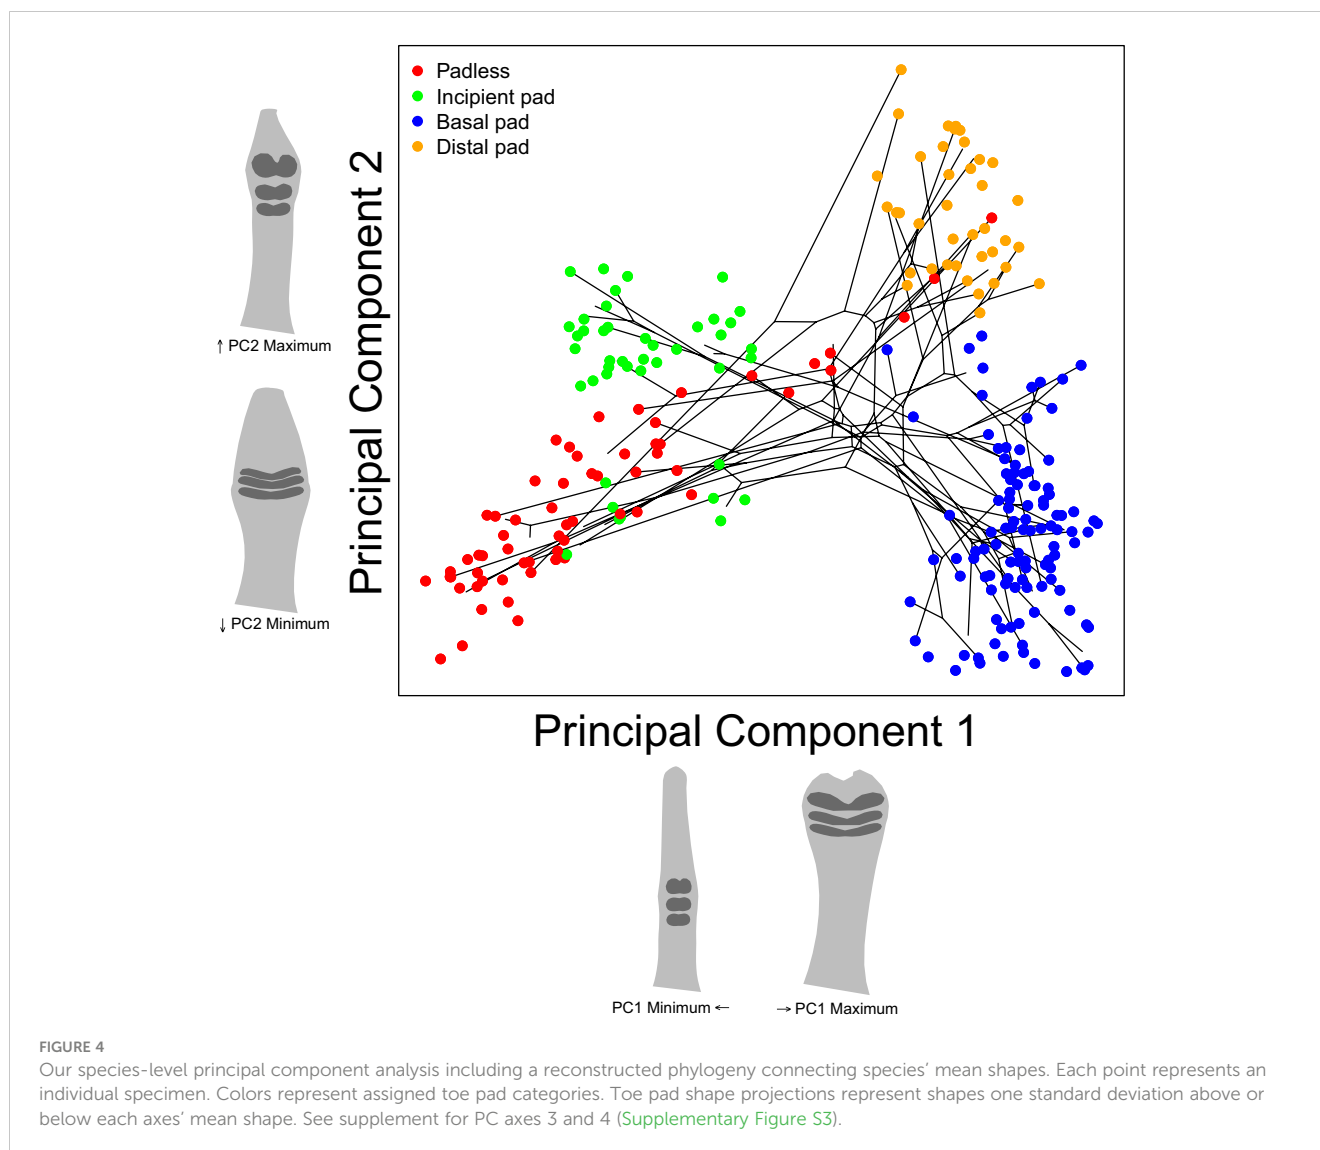 Padless
Incipient pad
Basal pad
Distal pad
Principal Component 2
↑ PC2 Maximum
↓ PC2 Minimum
Principal Component 1
PC1 Minimum ←
→ PC1 Maximum
FIGURE 4
Our species-level principal component analysis including a reconstructed phylogeny connecting species’ mean shapes. Each point represents an
individual specimen. Colors represent assigned toe pad categories. Toe pad shape projections represent shapes one standard deviation above or
below each axes’ mean shape. See supplement for PC axes 3 and 4 (Supplementary Figure S3).